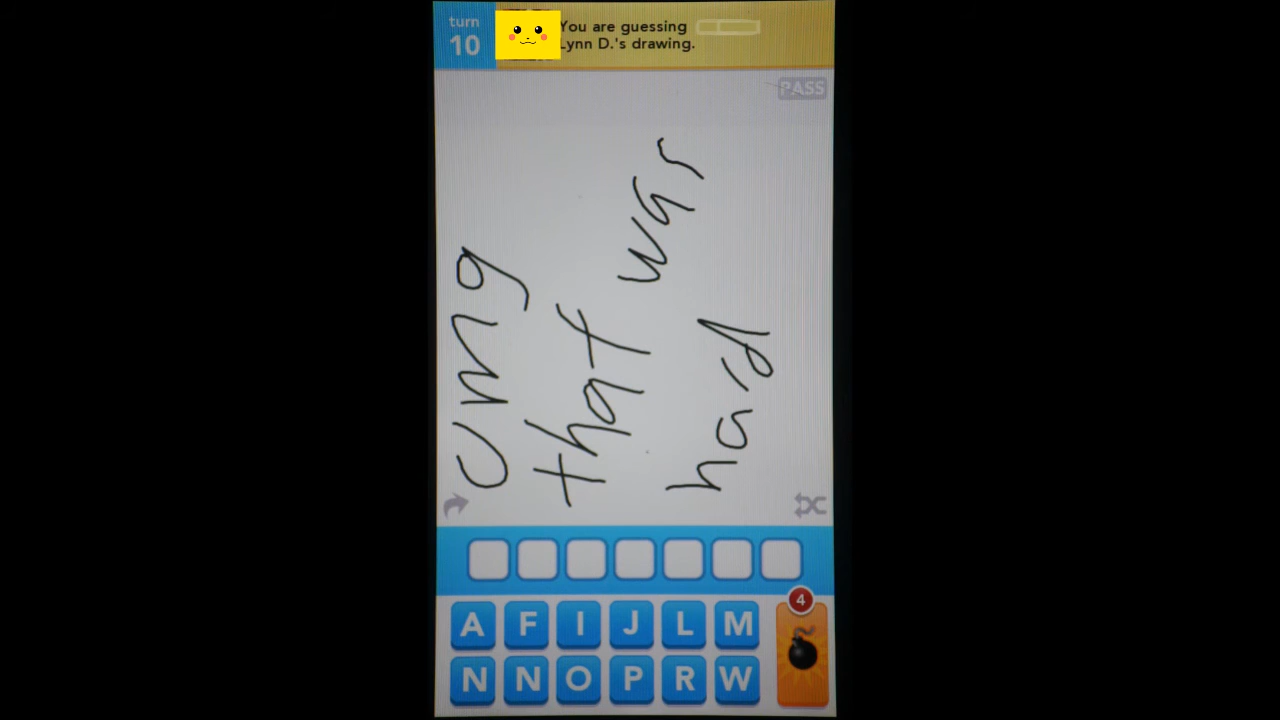 turn
10
You are guessing
Lynn D.'s drawing.
PASS
omg
that was
hard
4
A F I J L M
N N O P R W